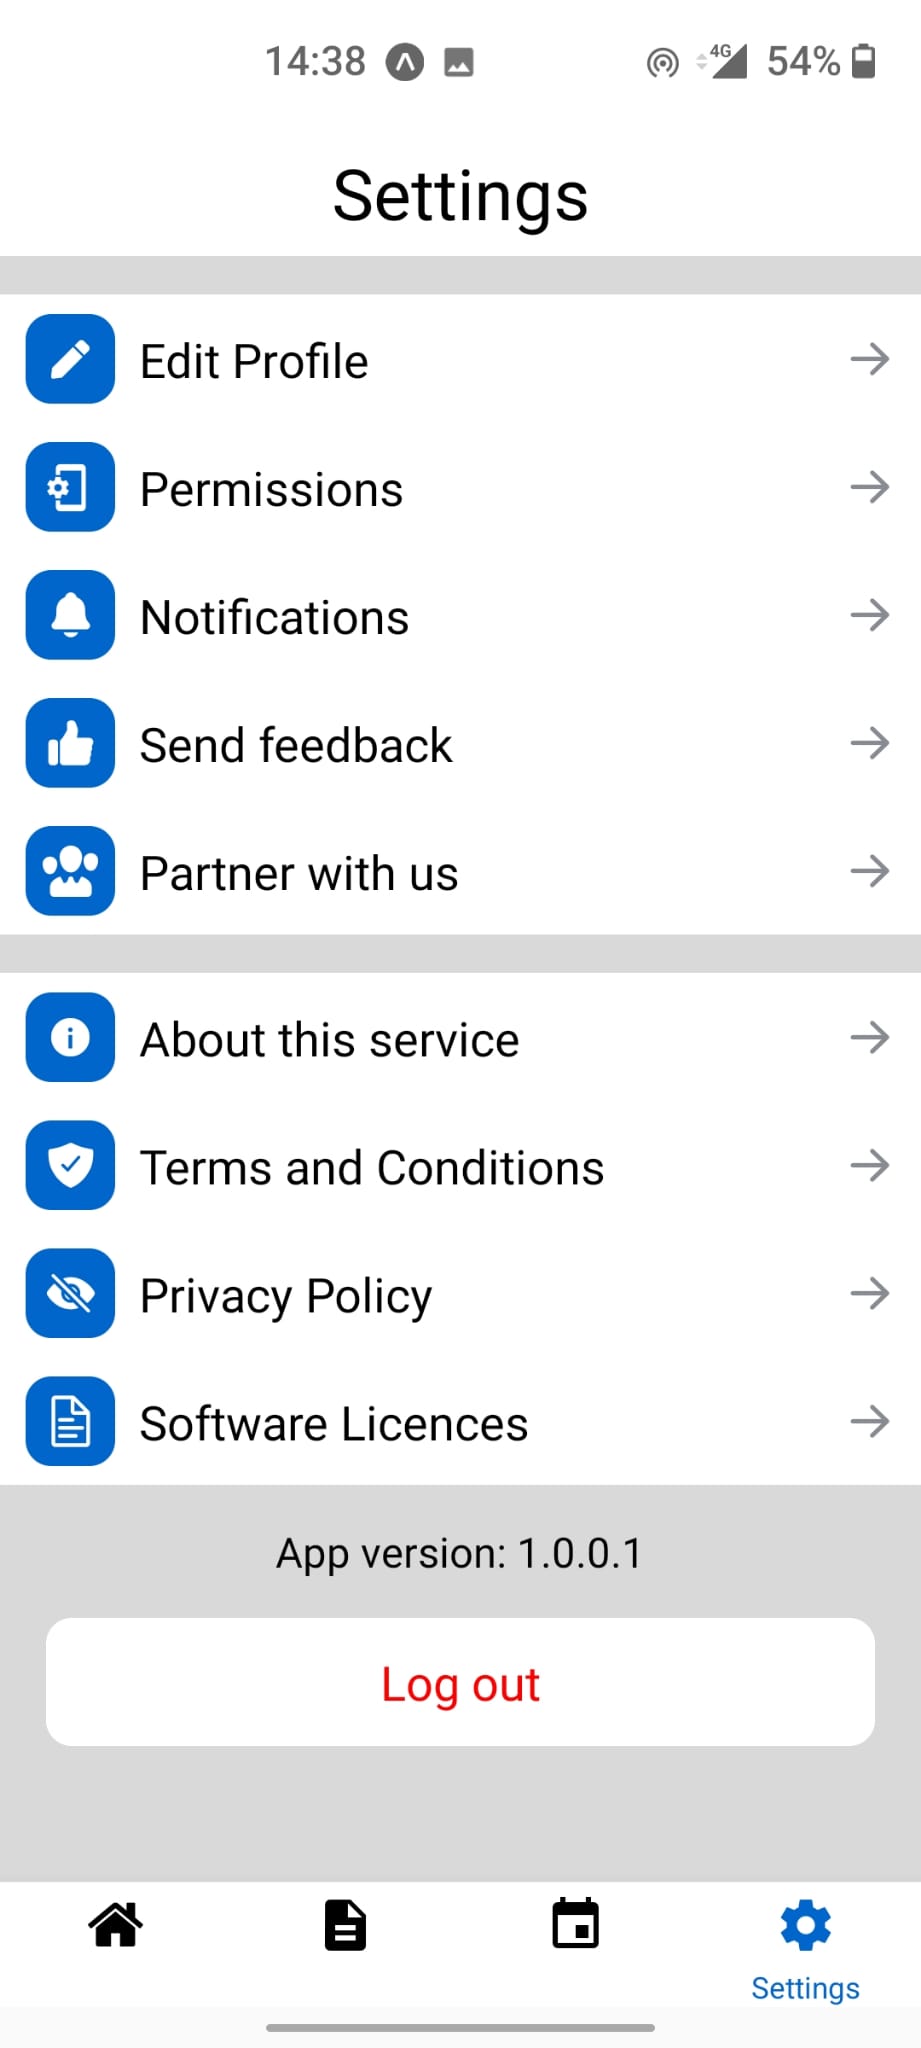 14:38
4G
54%
Settings
Edit Profile
Permissions
Notifications
Send feedback
Partner with us
About this service
Terms and Conditions
Privacy Policy
Software Licences
App version: 1.0.0.1
Log out
Settings